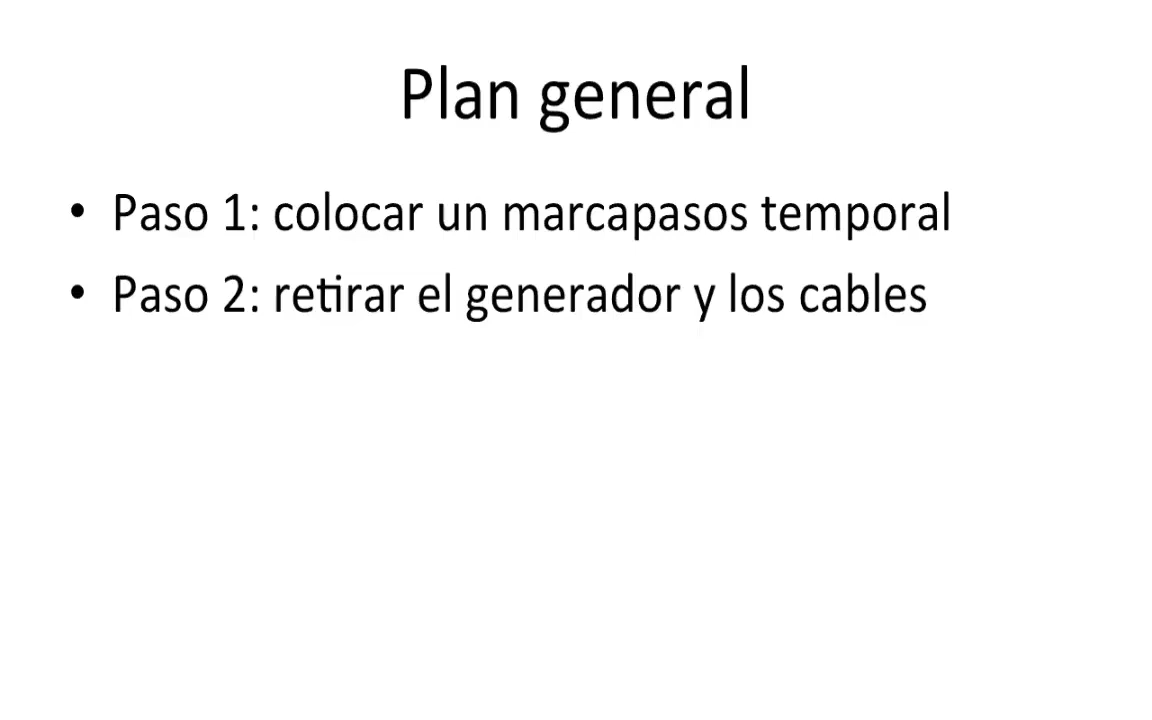 Plan general
• Paso 1: colocar un marcapasos temporal
• Paso 2: retirar el generador y los cables